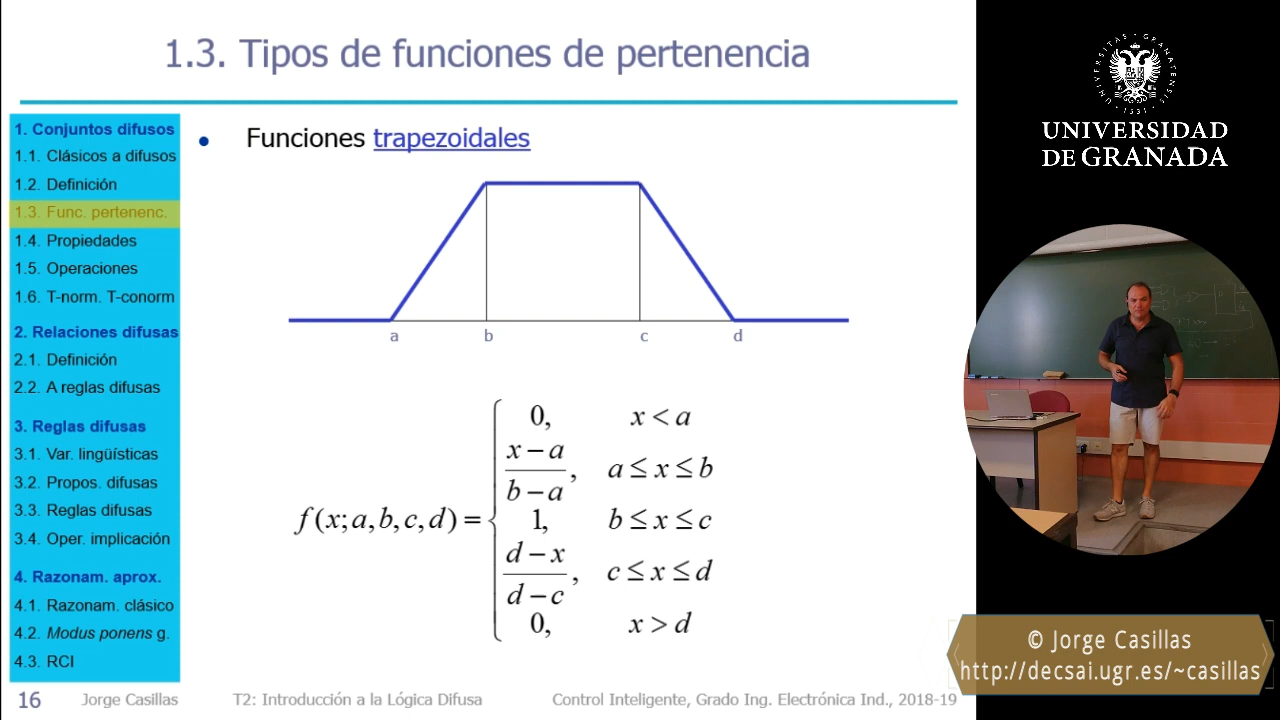 1.3. Tipos de funciones de pertenencia
1. Conjuntos difusos
1.1. Clásicos a difusos
1.2. Definición
1.3. Func. pertenenc.
1.4. Propiedades
1.5. Operaciones
1.6. T-norm. T-conorm
2. Relaciones difusas
2.1. Definición
2.2. A reglas difusas
3. Reglas difusas
3.1. Var. lingüísticas
3.2. Propos. difusas
3.3. Reglas difusas
3.4. Oper. implicación
4. Razonam. aprox.
4.1. Razonam. clásico
4.2. Modus ponens g.
4.3. RCI
• Funciones trapezoidales
a b c d
f(x;a,b,c,d) =
0, x < a
x − a
b − a , a ≤ x ≤ b
1, b ≤ x ≤ c
d − x
d − c , c ≤ x ≤ d
0, x > d
16 Jorge Casillas T2: Introducción a la Lógica Difusa Control Inteligente, Grado Ing. Electrónica Ind., 2018-19
UNIVERSITAS · GRANATENSIS
1531
UNIVERSIDAD
DE GRANADA
© Jorge Casillas
http://decsai.ugr.es/~casillas